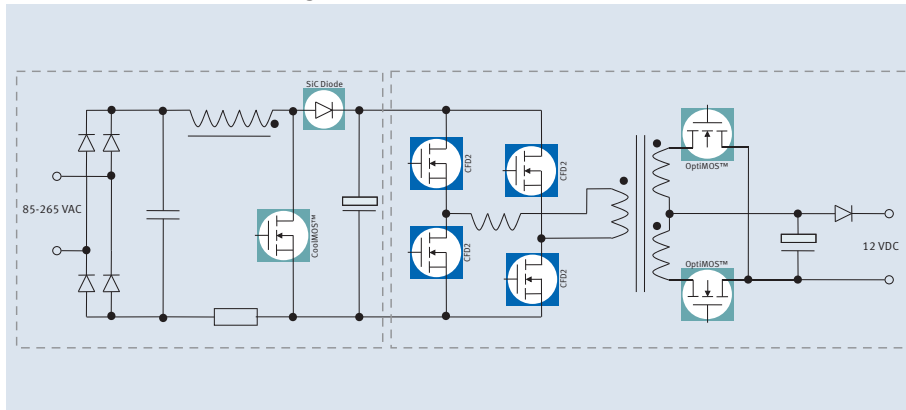 SiC Diode
85-265 VAC
CoolMOS™
CFD2
CFD2
CFD2
CFD2
OptiMOS™
OptiMOS™
12 VDC